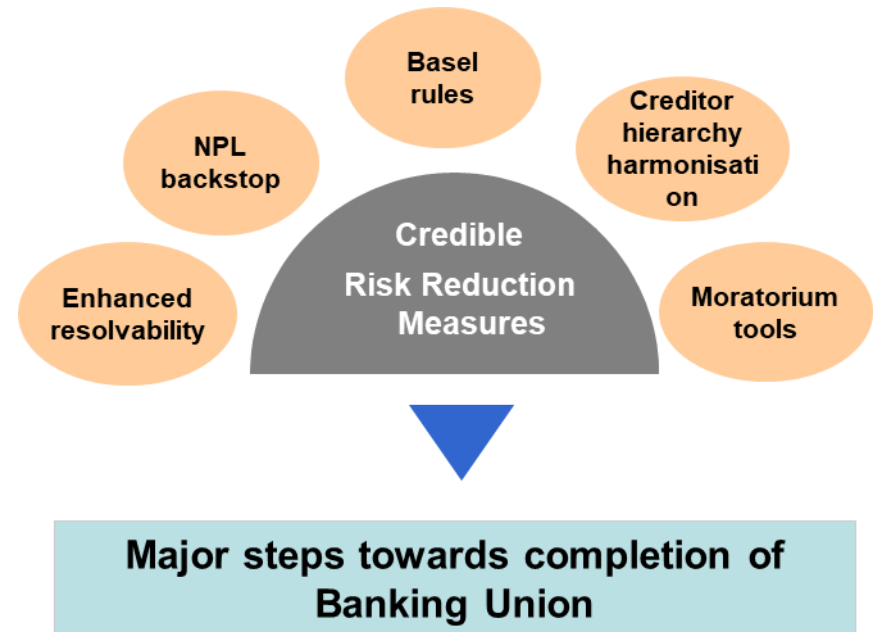 Basel
rules
Creditor
hierarchy
harmonisati
on
NPL
backstop
Credible
Risk Reduction
Measures
Enhanced
resolvability
Moratorium
tools
Major steps towards completion of
Banking Union